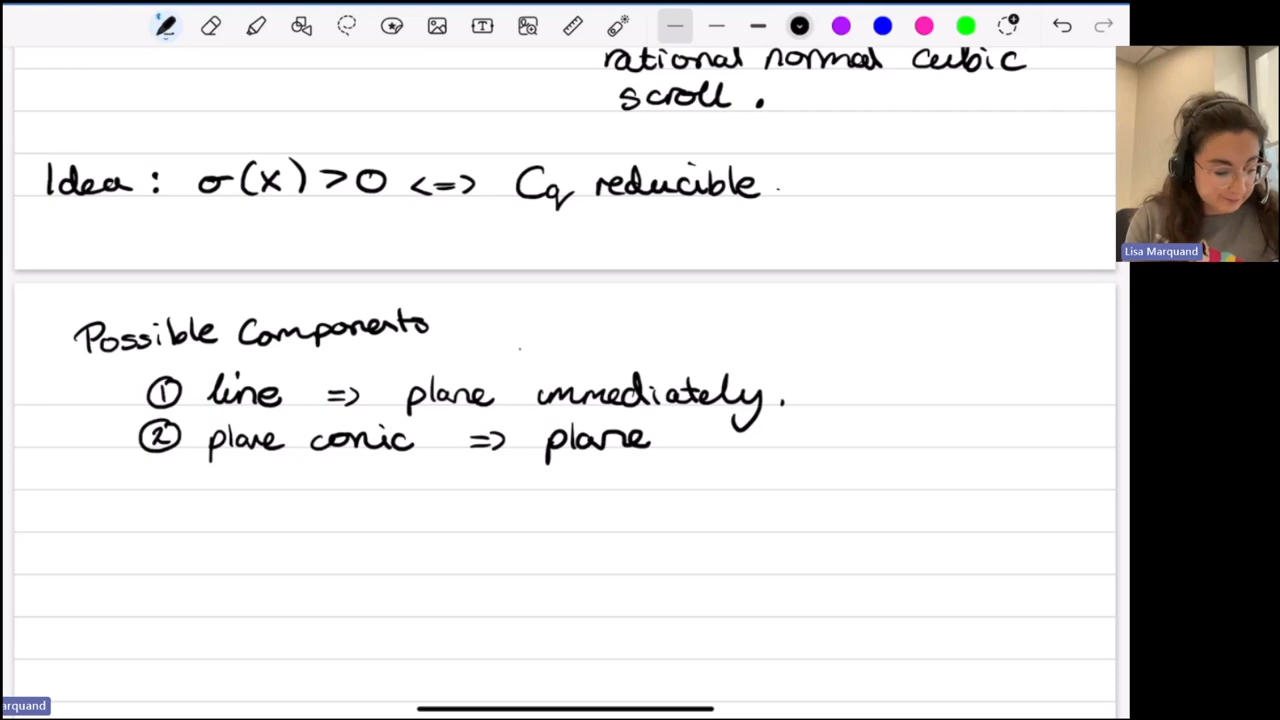 rational normal cubic
scroll.
Idea: σ(x) > 0 <=> Cq reducible.
Lisa Marquand
Possible Components
① line => plane immediately.
② plane conic => plane
arquand